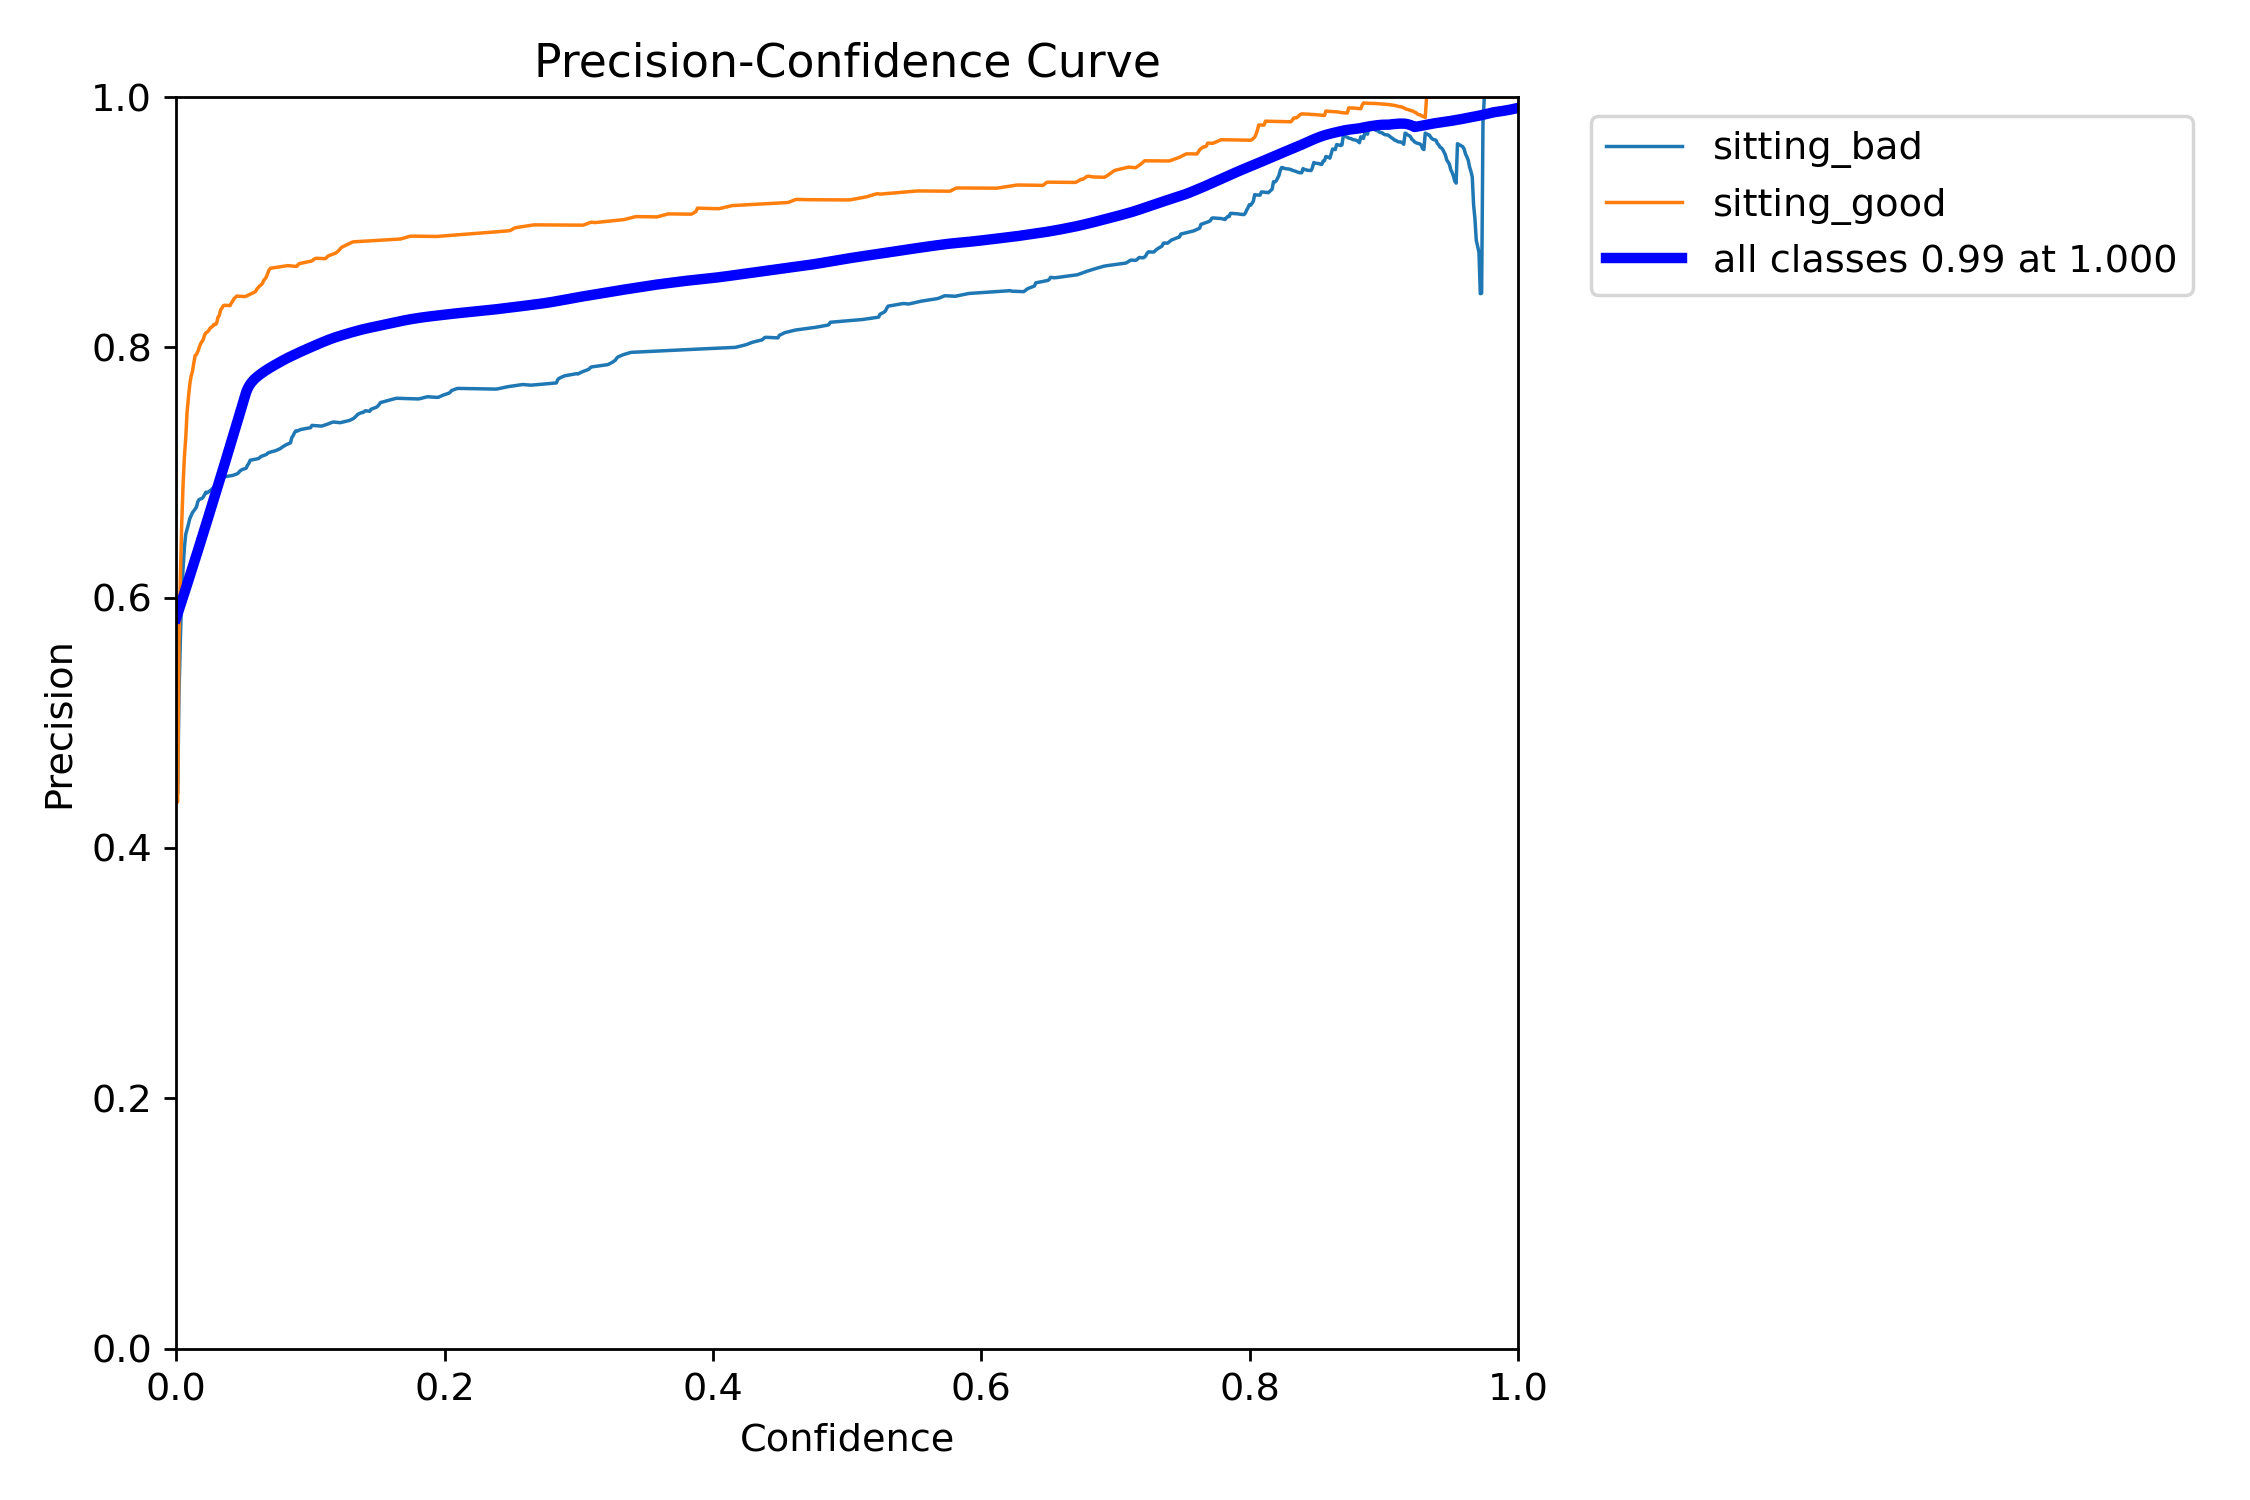 Precision-Confidence Curve
1.0
0.8
0.6
0.4
0.2
0.0
Precision
0.0 0.2 0.4 0.6 0.8 1.0
Confidence
sitting_bad
sitting_good
all classes 0.99 at 1.000